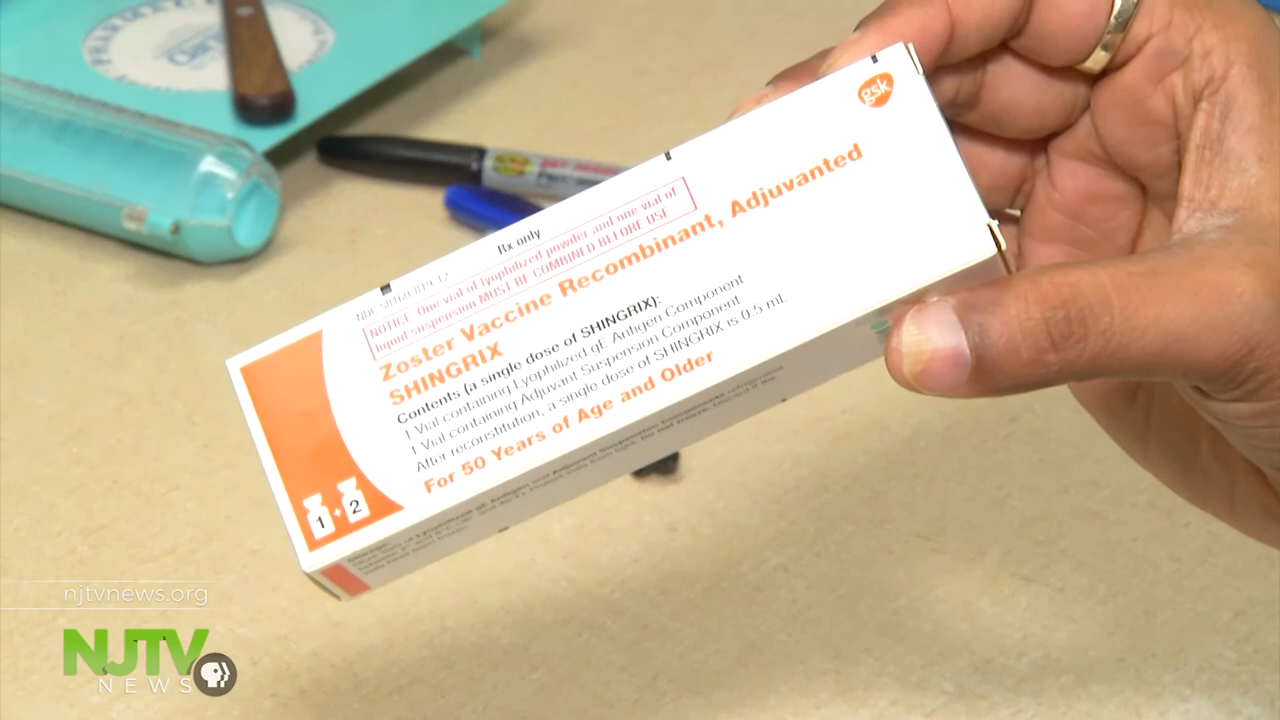 gsk
Rx only
NOTICE: One vial of lyophilized powder and one vial of
liquid suspension MUST BE COMBINED BEFORE USE
Zoster Vaccine Recombinant, Adjuvanted
SHINGRIX
Contents (a single dose of SHINGRIX):
1 Vial containing Lyophilized gE Antigen Component
1 Vial containing Adjuvant Suspension Component
After reconstitution, a single dose of SHINGRIX is 0.5 mL
For 50 Years of Age and Older
1 + 2
njtvnews.org
NJTV
NEWS